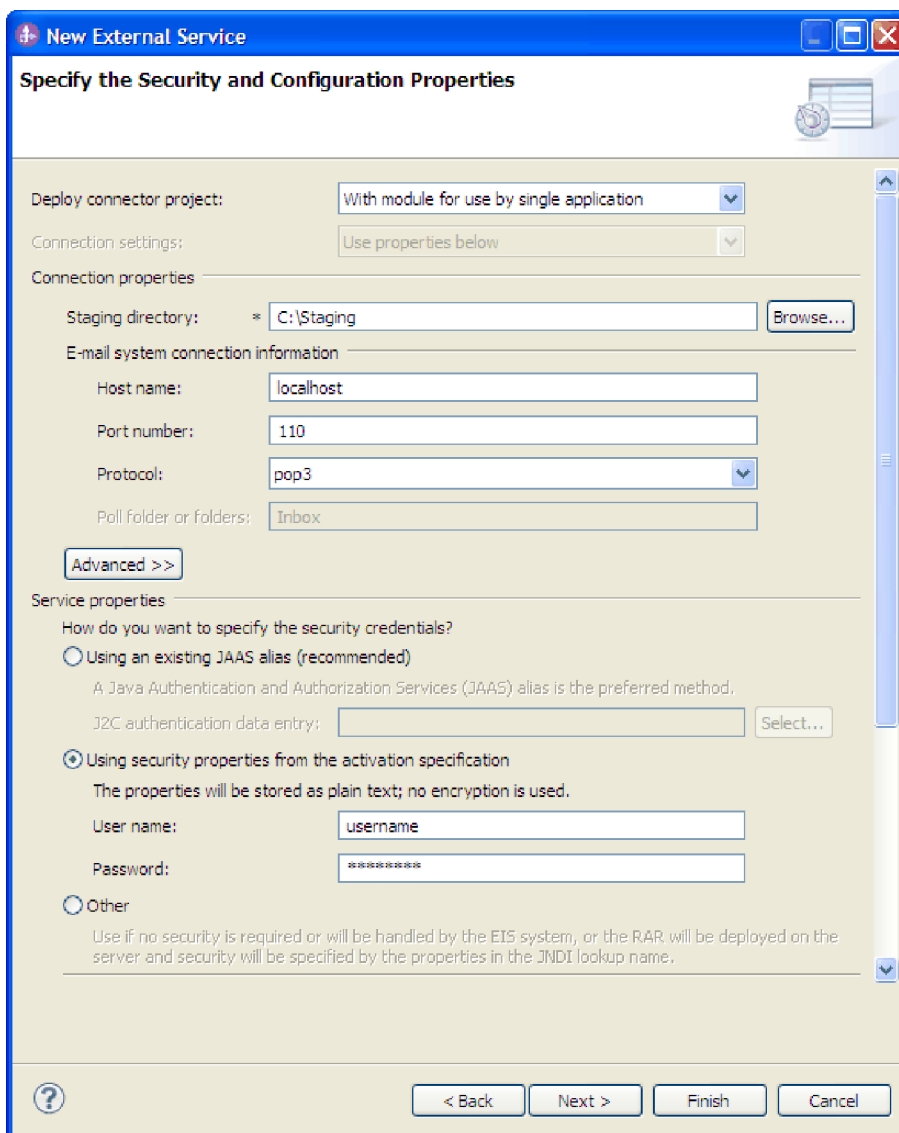 New External Service
Specify the Security and Configuration Properties
Deploy connector project: With module for use by single application
Connection settings: Use properties below
Connection properties
Staging directory: * C:\Staging Browse...
E-mail system connection information
Host name: localhost
Port number: 110
Protocol: pop3
Poll folder or folders: Inbox
Advanced >>
Service properties
How do you want to specify the security credentials?
Using an existing JAAS alias (recommended)
A Java Authentication and Authorization Services (JAAS) alias is the preferred method.
J2C authentication data entry: Select...
Using security properties from the activation specification
The properties will be stored as plain text; no encryption is used.
User name: username
Password: ********
Other
Use if no security is required or will be handled by the EIS system, or the RAR will be deployed on the
server and security will be specified by the properties in the JNDI lookup name.
? < Back Next > Finish Cancel